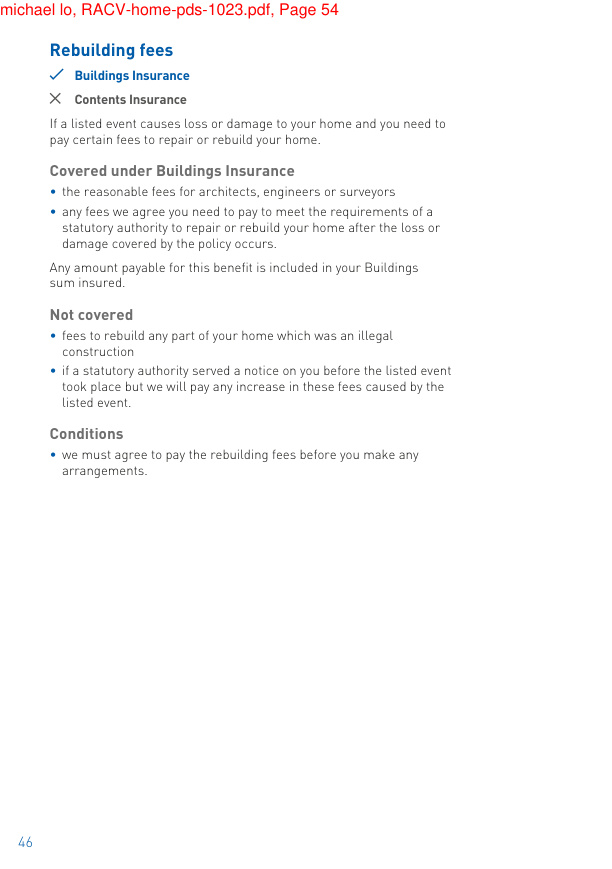 michael lo, RACV-home-pds-1023.pdf, Page 54
Rebuilding fees
Buildings Insurance
Contents Insurance
If a listed event causes loss or damage to your home and you need to
pay certain fees to repair or rebuild your home.
Covered under Buildings Insurance
• the reasonable fees for architects, engineers or surveyors
• any fees we agree you need to pay to meet the requirements of a
statutory authority to repair or rebuild your home after the loss or
damage covered by the policy occurs.
Any amount payable for this benefit is included in your Buildings
sum insured.
Not covered
• fees to rebuild any part of your home which was an illegal
construction
• if a statutory authority served a notice on you before the listed event
took place but we will pay any increase in these fees caused by the
listed event.
Conditions
• we must agree to pay the rebuilding fees before you make any
arrangements.
46